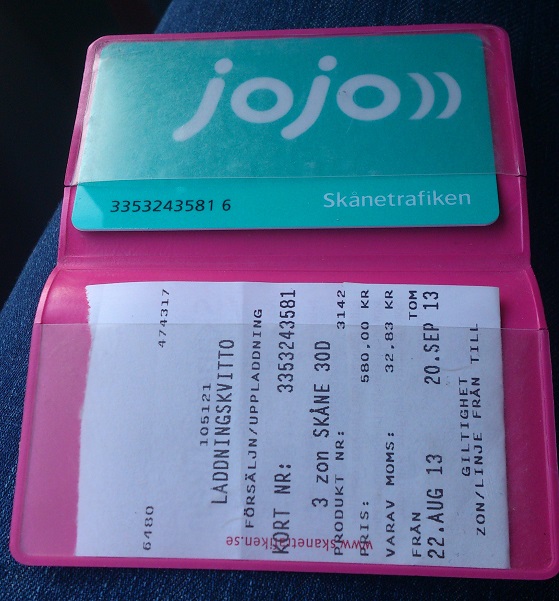 jojo
3353243581 6
Skånetrafiken
6480 474317
105121
LADDNINGSKVITTO
FÖRSÄLJN/UPPLADDNING
KORT NR: 3353243581
3 zon SKÅNE 30D
PRODUKT NR: 3142
PRIS: 580,00 KR
VARAV MOMS: 32,83 KR
FRÅN TOM
22.AUG 13 20.SEP 13
GILTIGHET
ZON/LINJE FRÅN TILL
www.skanetrafiken.se